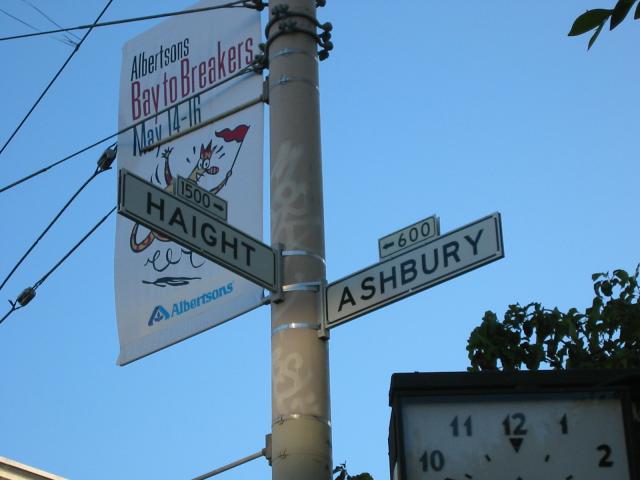 Albertsons
Bay to Breakers
May 14-16
1500 →
HAIGHT
← 600
ASHBURY
Albertsons
11 12 1
10 2